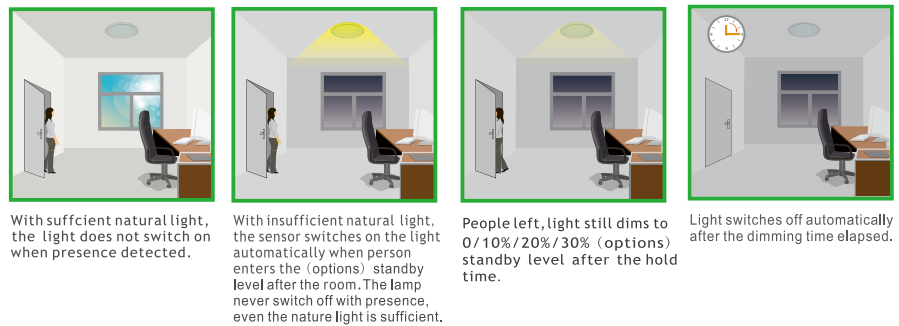 With suffcient natural light,
the light does not switch on
when presence detected.
With insufficient natural light,
the sensor switches on the light
automatically when person
enters the（options）standby
level after the room. The lamp
never switch off with presence,
even the nature light is sufficient.
People left, light still dims to
0/10%/20%/30%（options）
standby level after the hold
time.
Light switches off automatically
after the dimming time elapsed.